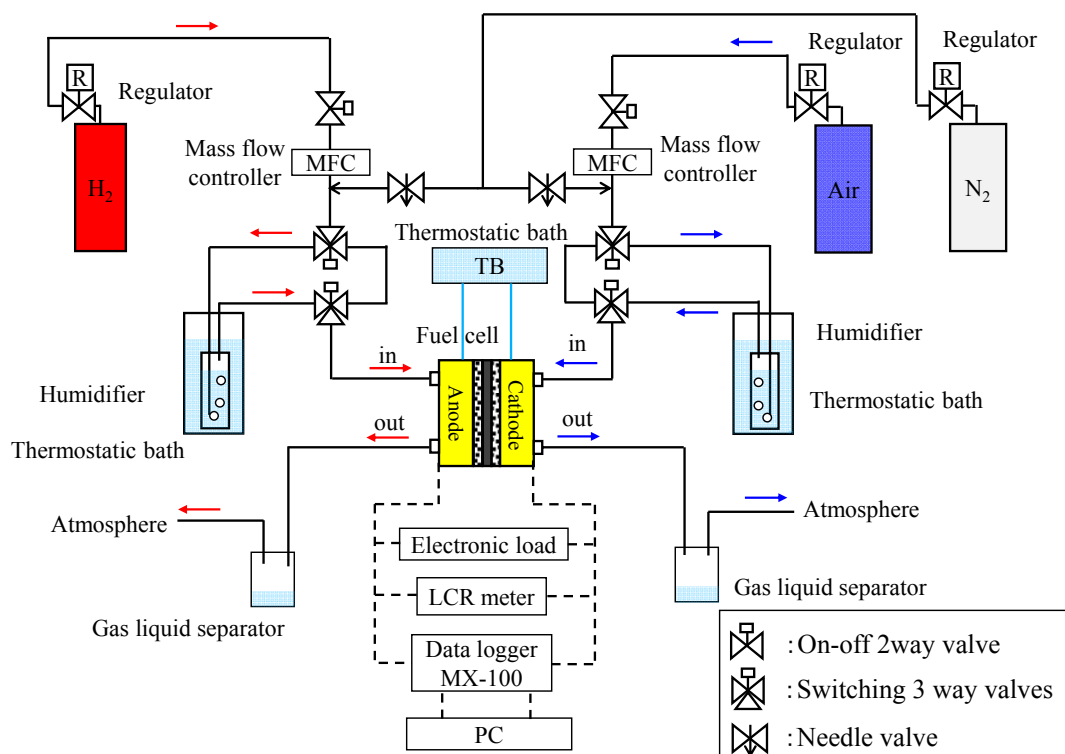 Regulator
Regulator
R
R
R
Regulator
Mass flow
controller
MFC
MFC
Mass flow
controller
H2
Air
N2
Thermostatic bath
TB
Fuel cell
in
in
Humidifier
Humidifier
Anode
Cathode
Thermostatic bath
Thermostatic bath
out
out
Atmosphere
Atmosphere
Electronic load
LCR meter
Gas liquid separator
Gas liquid separator
Data logger
MX-100
PC
:On-off 2way valve
:Switching 3 way valves
:Needle valve